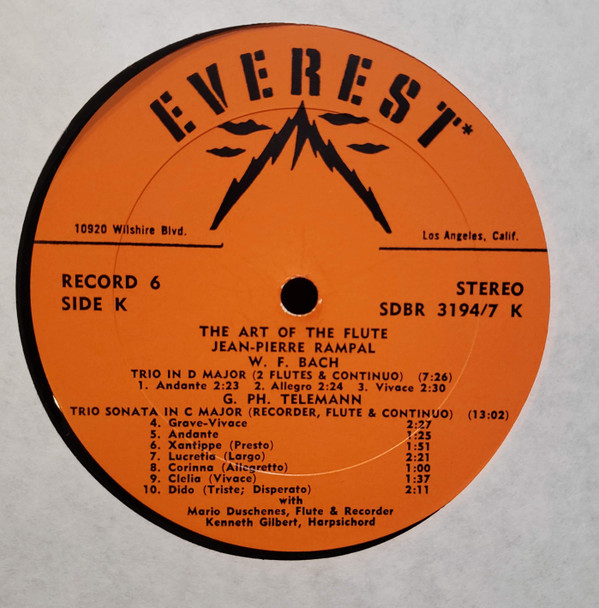 EVEREST*
10920 Wilshire Blvd. Los Angeles, Calif.
RECORD 6 STEREO
SIDE K SDBR 3194/7 K
THE ART OF THE FLUTE
JEAN-PIERRE RAMPAL
W. F. BACH
TRIO IN D MAJOR (2 FLUTES & CONTINUO) (7:26)
1. Andante 2:23 2. Allegro 2:24 3. Vivace 2:30
G. PH. TELEMANN
TRIO SONATA IN C MAJOR (RECORDER, FLUTE & CONTINUO) (13:02)
4. Grave-Vivace 2:27
5. Andante 1:25
6. Xantippe (Presto) 1:51
7. Lucretia (Largo) 2:21
8. Corinna (Allegretto) 1:00
9. Clelia (Vivace) 1:37
10. Dido (Triste; Disperato) 2:11
with
Mario Duschenes, Flute & Recorder
Kenneth Gilbert, Harpsichord